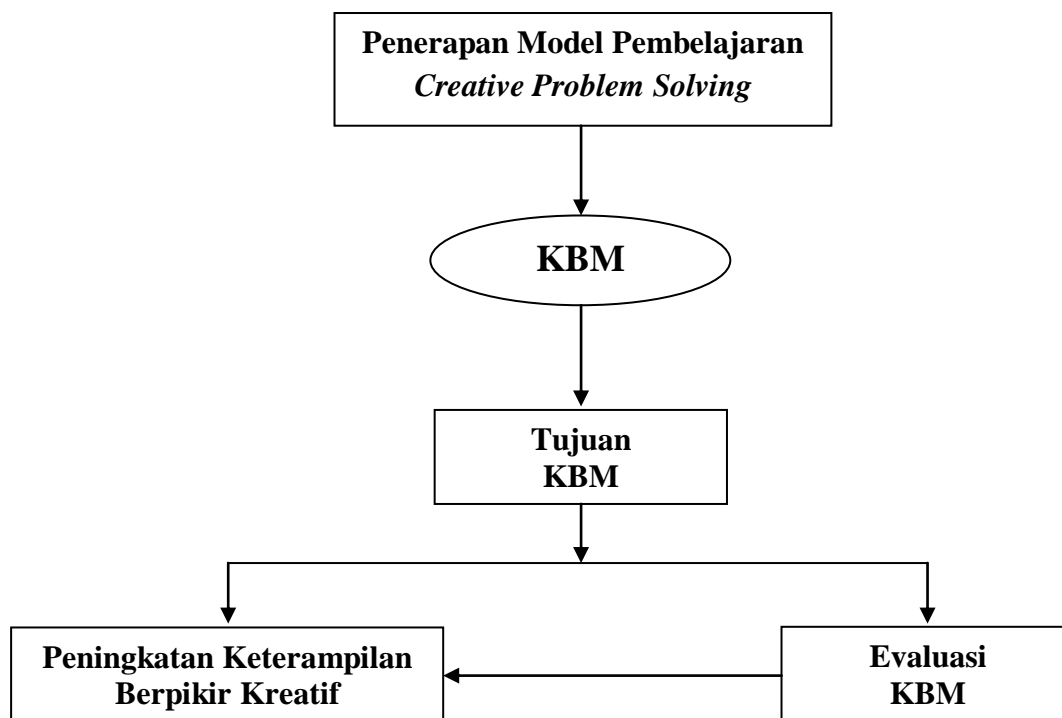 Penerapan Model Pembelajaran
Creative Problem Solving
KBM
Tujuan
KBM
Peningkatan Keterampilan
Berpikir Kreatif
Evaluasi
KBM